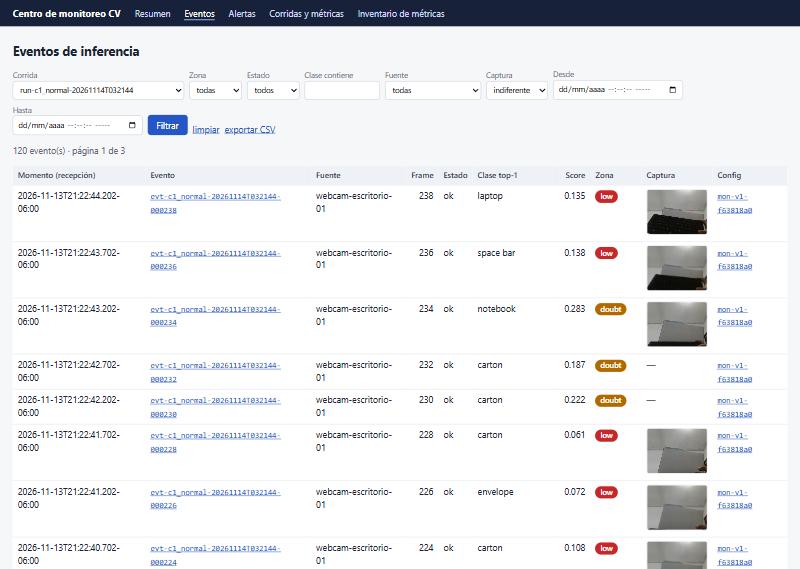 Centro de monitoreo CV Resumen Eventos Alertas Corridas y métricas Inventario de métricas
Eventos de inferencia
Corrida Zona Estado Clase contiene Fuente Captura Desde
run-c1_normal-20261114T032144 todas todos todas indiferente dd/mm/aaaa --:--:-- -----
Hasta
dd/mm/aaaa --:--:-- ----- Filtrar limpiar exportar CSV
120 evento(s) · página 1 de 3
Momento (recepción) Evento Fuente Frame Estado Clase top-1 Score Zona Captura Config
2026-11-13T21:22:44.202- evt-c1_normal-20261114T032144- webcam-escritorio- 238 ok laptop 0.135 low mon-v1-
06:00 000238 01 f63818a0
2026-11-13T21:22:43.702- evt-c1_normal-20261114T032144- webcam-escritorio- 236 ok space bar 0.138 low mon-v1-
06:00 000236 01 f63818a0
2026-11-13T21:22:43.202- evt-c1_normal-20261114T032144- webcam-escritorio- 234 ok notebook 0.283 doubt mon-v1-
06:00 000234 01 f63818a0
2026-11-13T21:22:42.702- evt-c1_normal-20261114T032144- webcam-escritorio- 232 ok carton 0.187 doubt — mon-v1-
06:00 000232 01 f63818a0
2026-11-13T21:22:42.202- evt-c1_normal-20261114T032144- webcam-escritorio- 230 ok carton 0.222 doubt — mon-v1-
06:00 000230 01 f63818a0
2026-11-13T21:22:41.702- evt-c1_normal-20261114T032144- webcam-escritorio- 228 ok carton 0.061 low mon-v1-
06:00 000228 01 f63818a0
2026-11-13T21:22:41.202- evt-c1_normal-20261114T032144- webcam-escritorio- 226 ok envelope 0.072 low mon-v1-
06:00 000226 01 f63818a0
2026-11-13T21:22:40.702- evt-c1_normal-20261114T032144- webcam-escritorio- 224 ok carton 0.108 low mon-v1-
06:00 000224 01 f63818a0